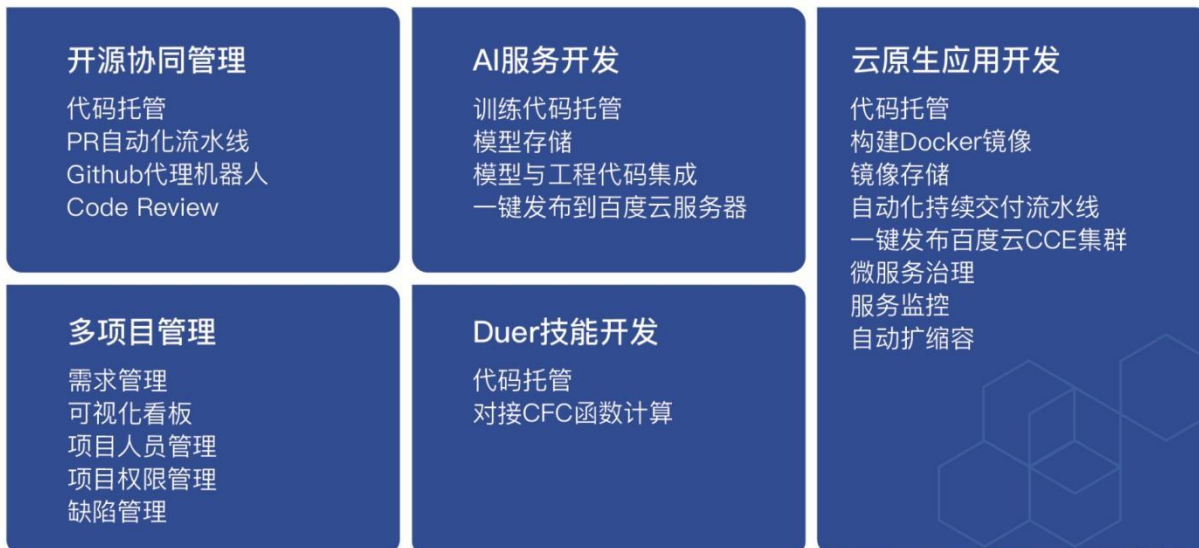 开源协同管理
代码托管
PR自动化流水线
Github代理机器人
Code Review
AI服务开发
训练代码托管
模型存储
模型与工程代码集成
一键发布到百度云服务器
云原生应用开发
代码托管
构建Docker镜像
镜像存储
自动化持续交付流水线
一键发布百度云CCE集群
微服务治理
服务监控
自动扩缩容
多项目管理
需求管理
可视化看板
项目人员管理
项目权限管理
缺陷管理
Duer技能开发
代码托管
对接CFC函数计算